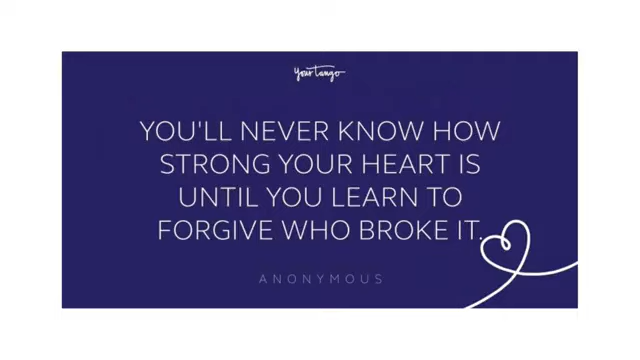 yourtango
YOU'LL NEVER KNOW HOW
STRONG YOUR HEART IS
UNTIL YOU LEARN TO
FORGIVE WHO BROKE IT.
ANONYMOUS